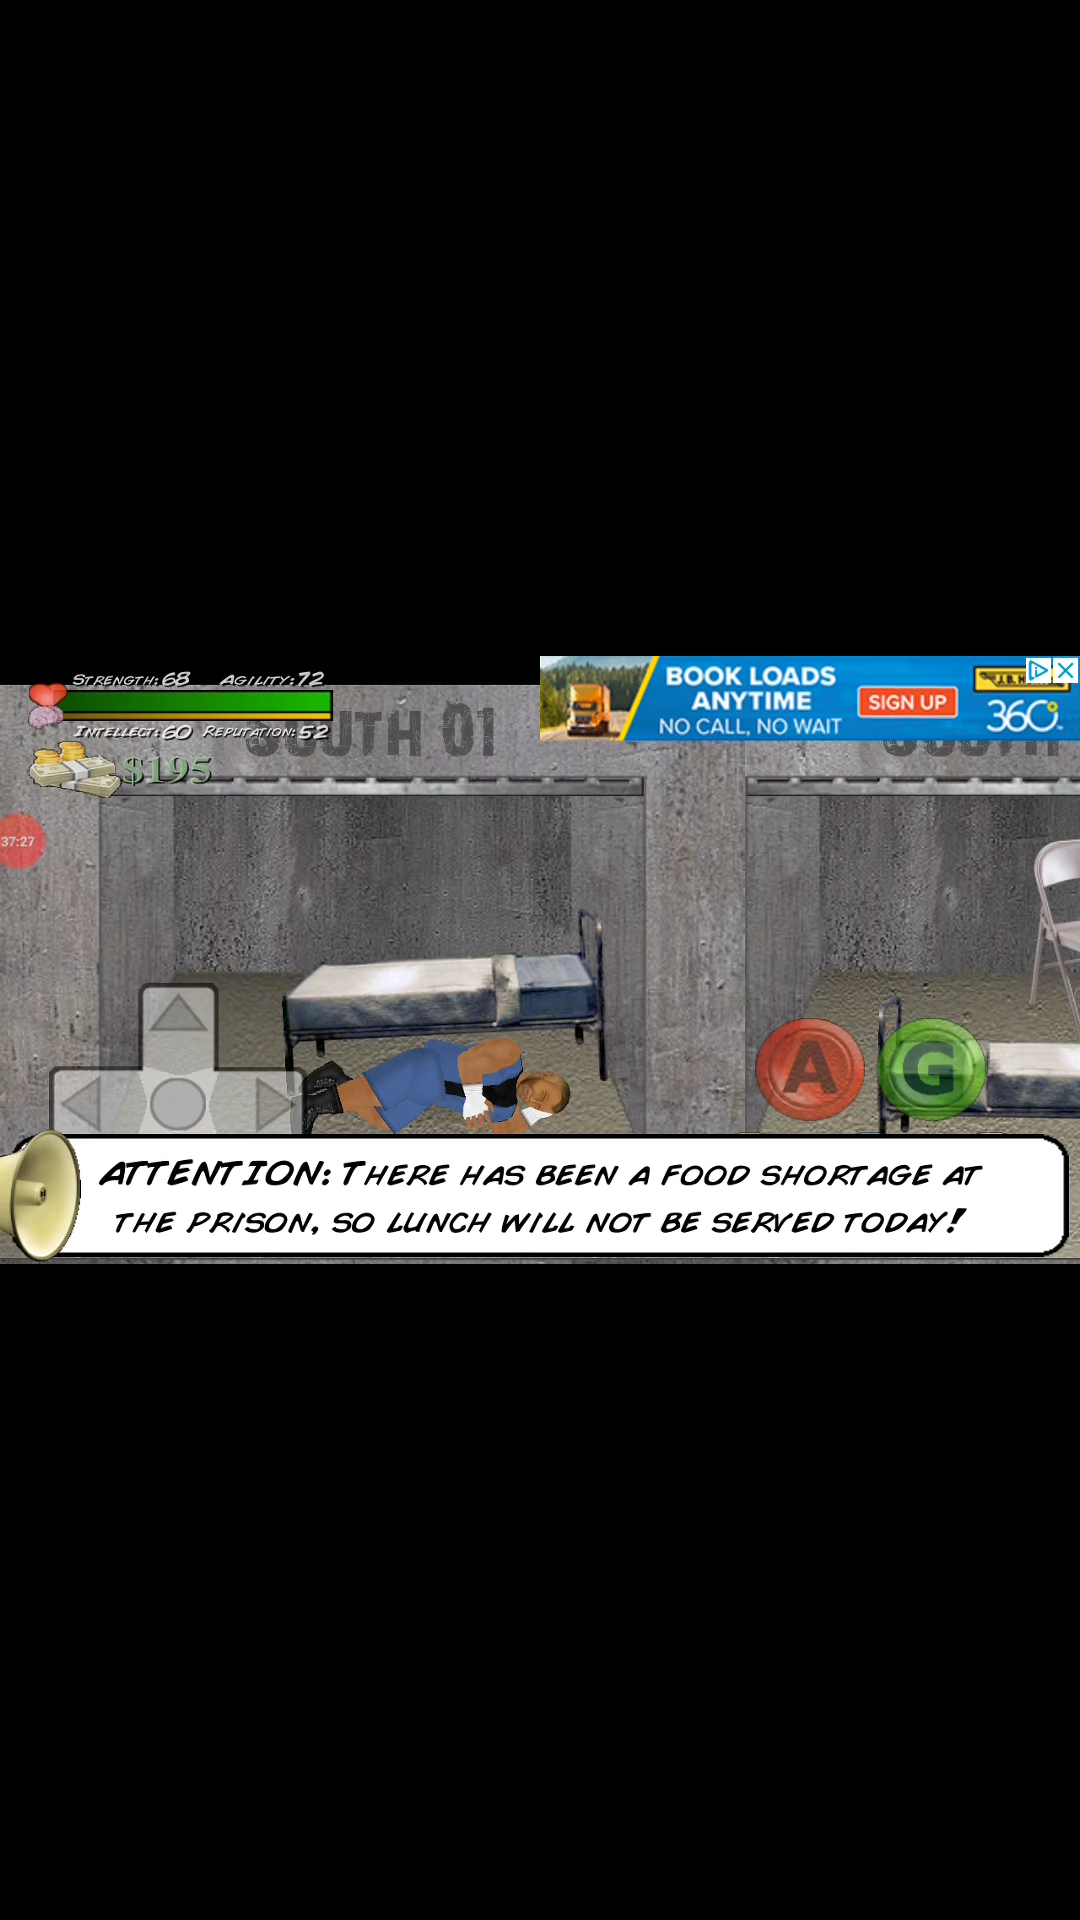 Strength: 68 Agility: 72
Intellect: 60 Reputation: 52
$195
SOUTH 01
BOOK LOADS
ANYTIME
NO CALL, NO WAIT
SIGN UP
360
37:27
A G
ATTENTION: THERE HAS BEEN A FOOD SHORTAGE AT
THE PRISON, SO LUNCH WILL NOT BE SERVED TODAY!